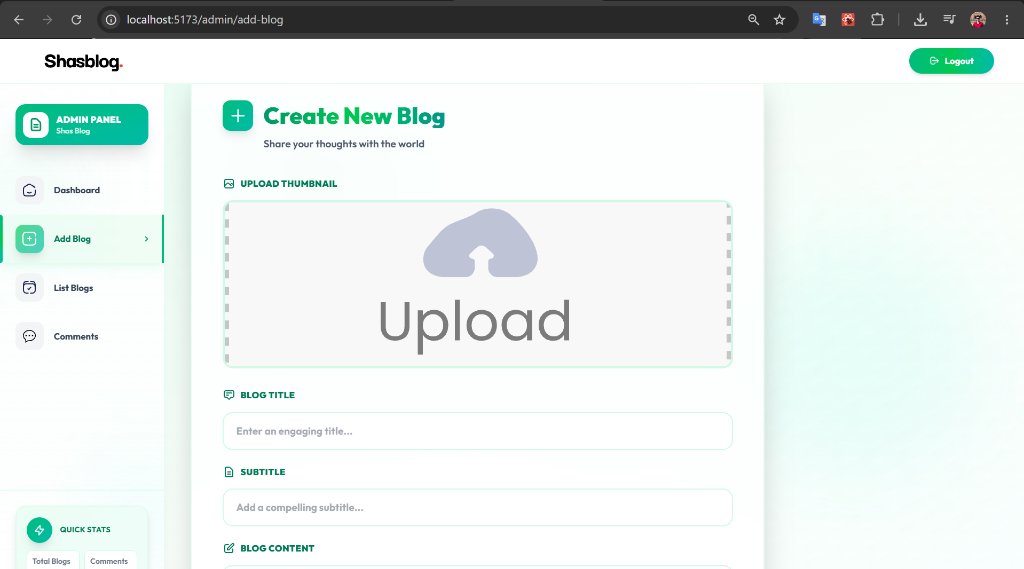 localhost:5173/admin/add-blog
Shasblog.
Logout
ADMIN PANEL
Shas Blog
Dashboard
Add Blog
List Blogs
Comments
QUICK STATS
Total Blogs
Comments
Create New Blog
Share your thoughts with the world
UPLOAD THUMBNAIL
Upload
BLOG TITLE
Enter an engaging title...
SUBTITLE
Add a compelling subtitle...
BLOG CONTENT